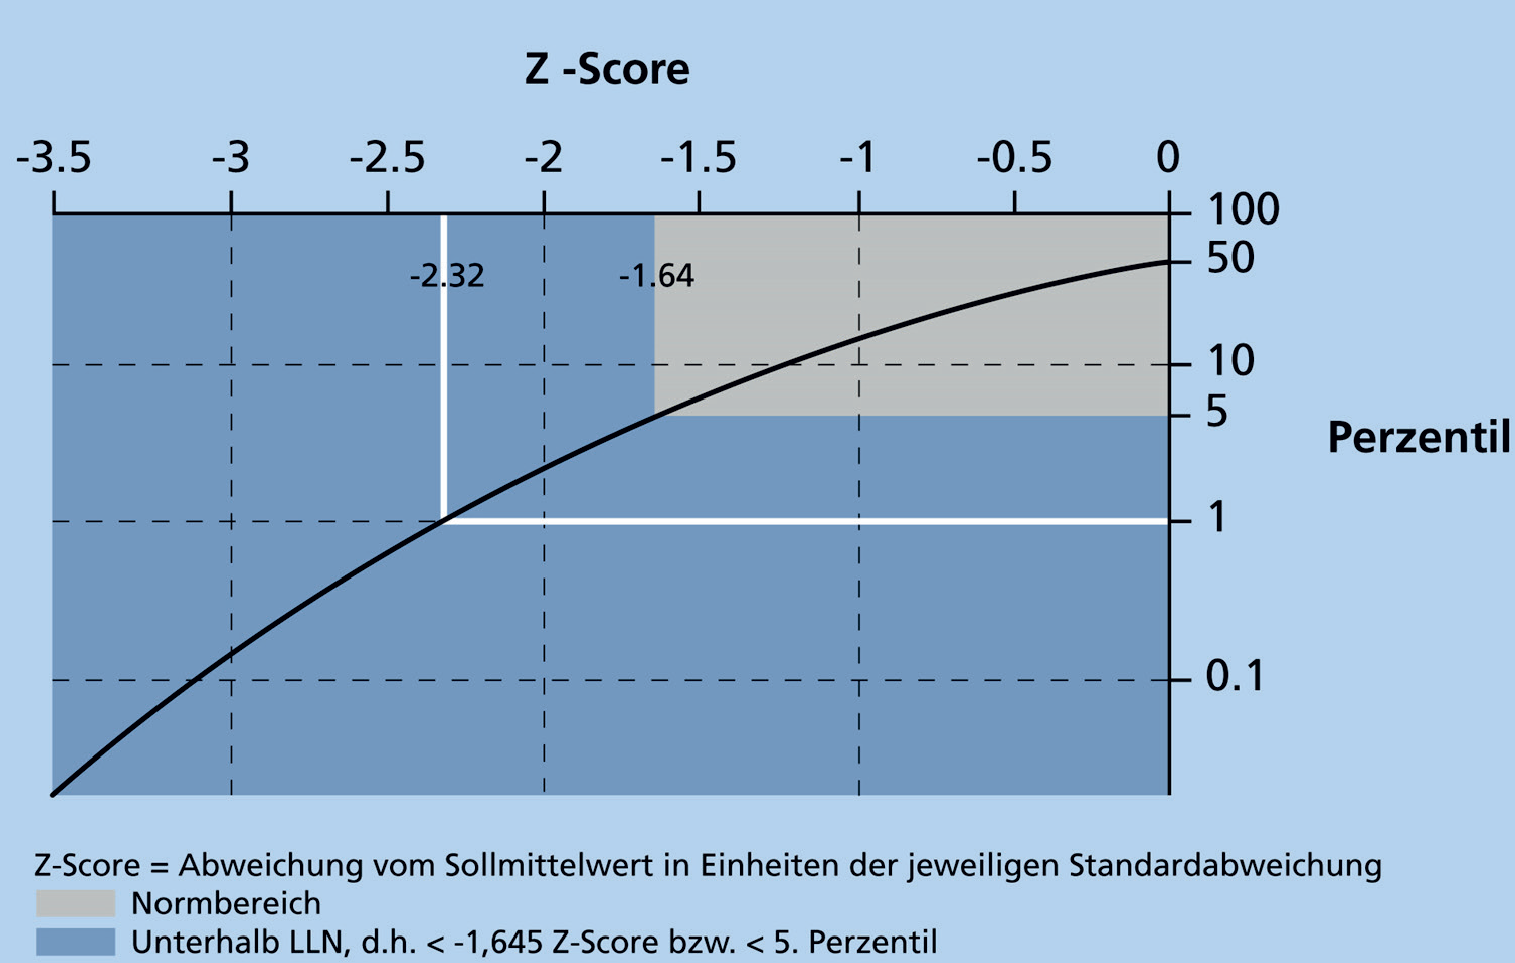 Z -Score
-3.5 -3 -2.5 -2 -1.5 -1 -0.5 0
100
50
-2.32 -1.64
10
5
Perzentil
1
0.1
Z-Score = Abweichung vom Sollmittelwert in Einheiten der jeweiligen Standardabweichung
Normbereich
Unterhalb LLN, d.h. < -1,645 Z-Score bzw. < 5. Perzentil